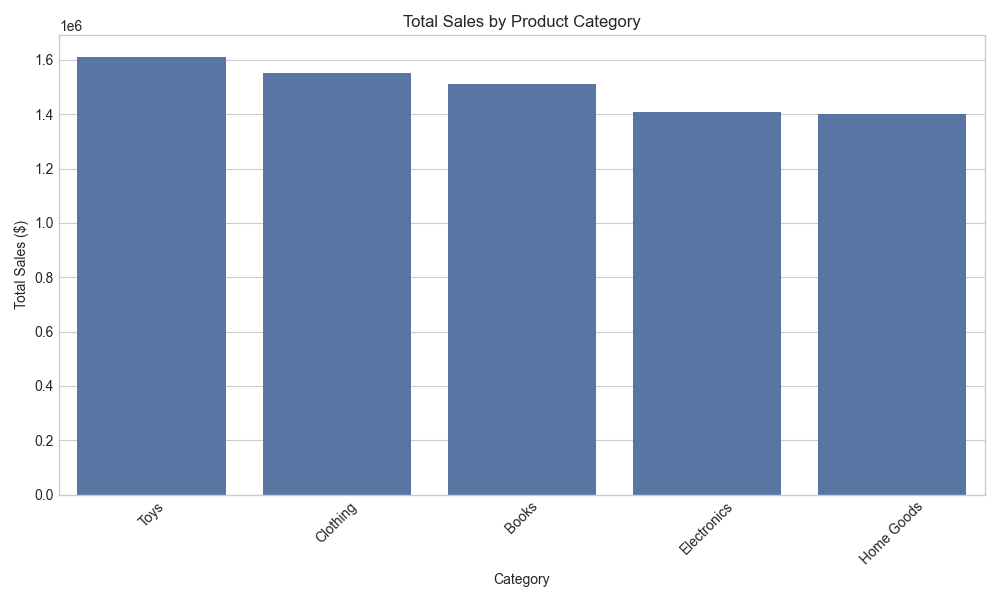 Total Sales by Product Category
1e6
1.6
1.4
1.2
1.0
0.8
0.6
0.4
0.2
0.0
Total Sales ($)
Toys
Clothing
Books
Electronics
Home Goods
Category